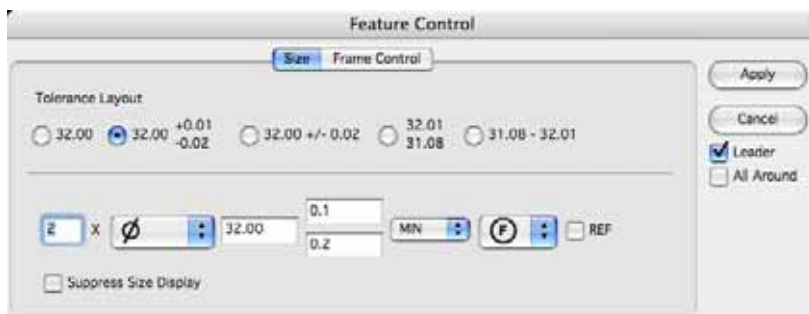 Feature Control
Size Frame Control
Apply
Tolerance Layout
Cancel
32.00 32.00 +0.01 -0.02 32.00 +/- 0.02 32.01 31.08 31.08 - 32.01
Leader
All Around
2 X Ø 32.00 0.1 0.2 MIN Ⓕ REF
Suppress Size Display